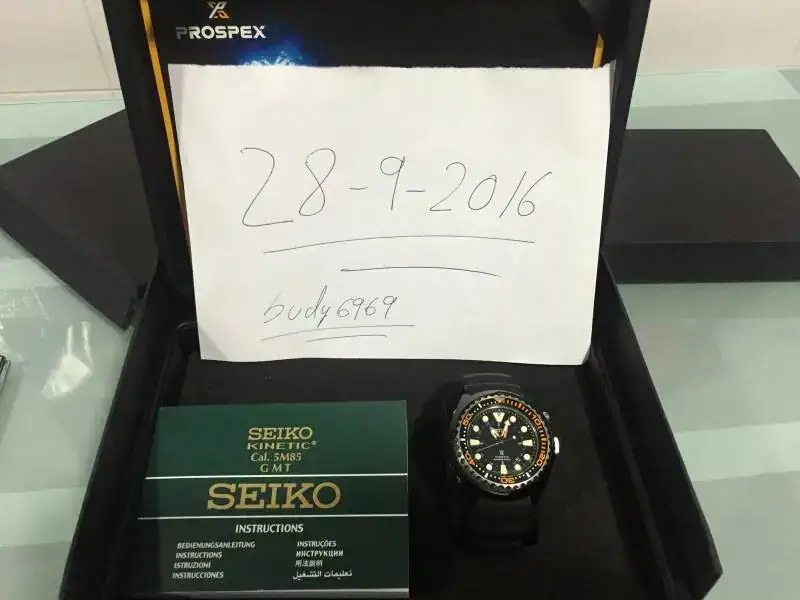 PROSPEX
28-9-2016
budy6969
SEIKO
KINETIC®
Cal. 5M85
GMT
SEIKO
INSTRUCTIONS
BEDIENUNGSANLEITUNG
INSTRUCTIONS
ISTRUZIONI
INSTRUCCIONES
INSTRUÇÕES
ИНСТРУКЦИИ
用法説明
تعليمات التشغيل